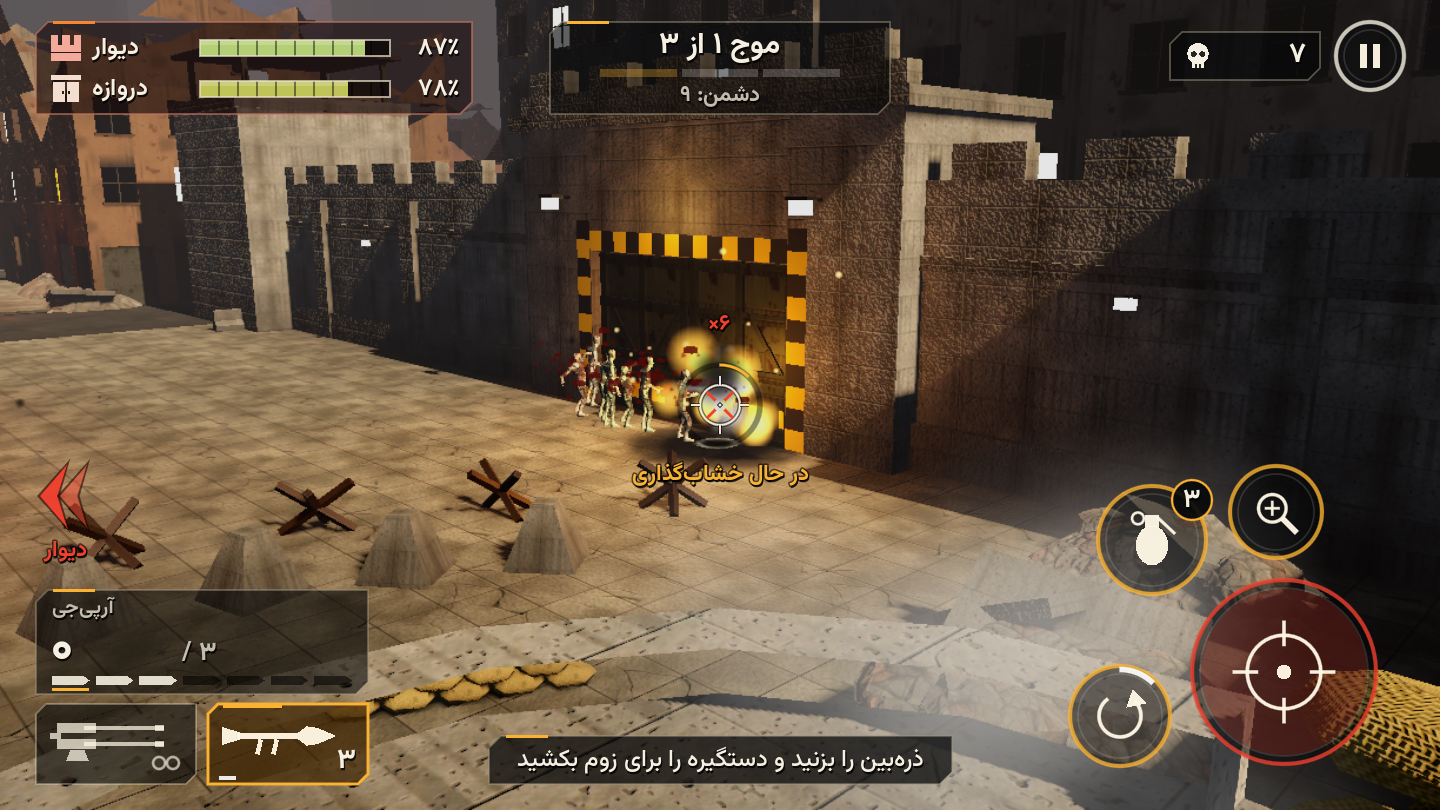 دیوار ۸۷٪
دروازه ۷۸٪
موج ۱ از ۳
دشمن: ۹
۷
×۶
در حال خشاب‌گذاری
دیوار
۳
آرپی‌جی
۰ / ۳
∞
۳
ذره‌بین را بزنید و دستگیره را برای زوم بکشید